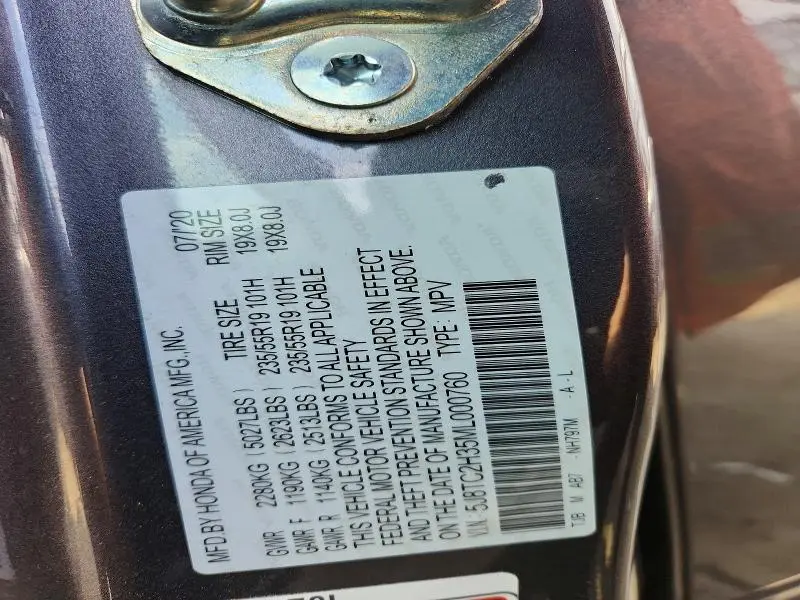 MFD.BY HONDA OF AMERICA MFG.,INC. 07/20
TIRE SIZE RIM SIZE
GVWR 2280KG (5027LBS)
GAWR F 1190KG (2623LBS) 235/55R19 101H 19X8.0J
GAWR R 1140KG (2513LBS) 235/55R19 101H 19X8.0J
THIS VEHICLE CONFORMS TO ALL APPLICABLE
FEDERAL MOTOR VEHICLE SAFETY
AND THEFT PREVENTION STANDARDS IN EFFECT
ON THE DATE OF MANUFACTURE SHOWN ABOVE.
V.I.N: 5J8TC2H35ML000760 TYPE: MPV
TJB M AB7 -NH797M -A -L